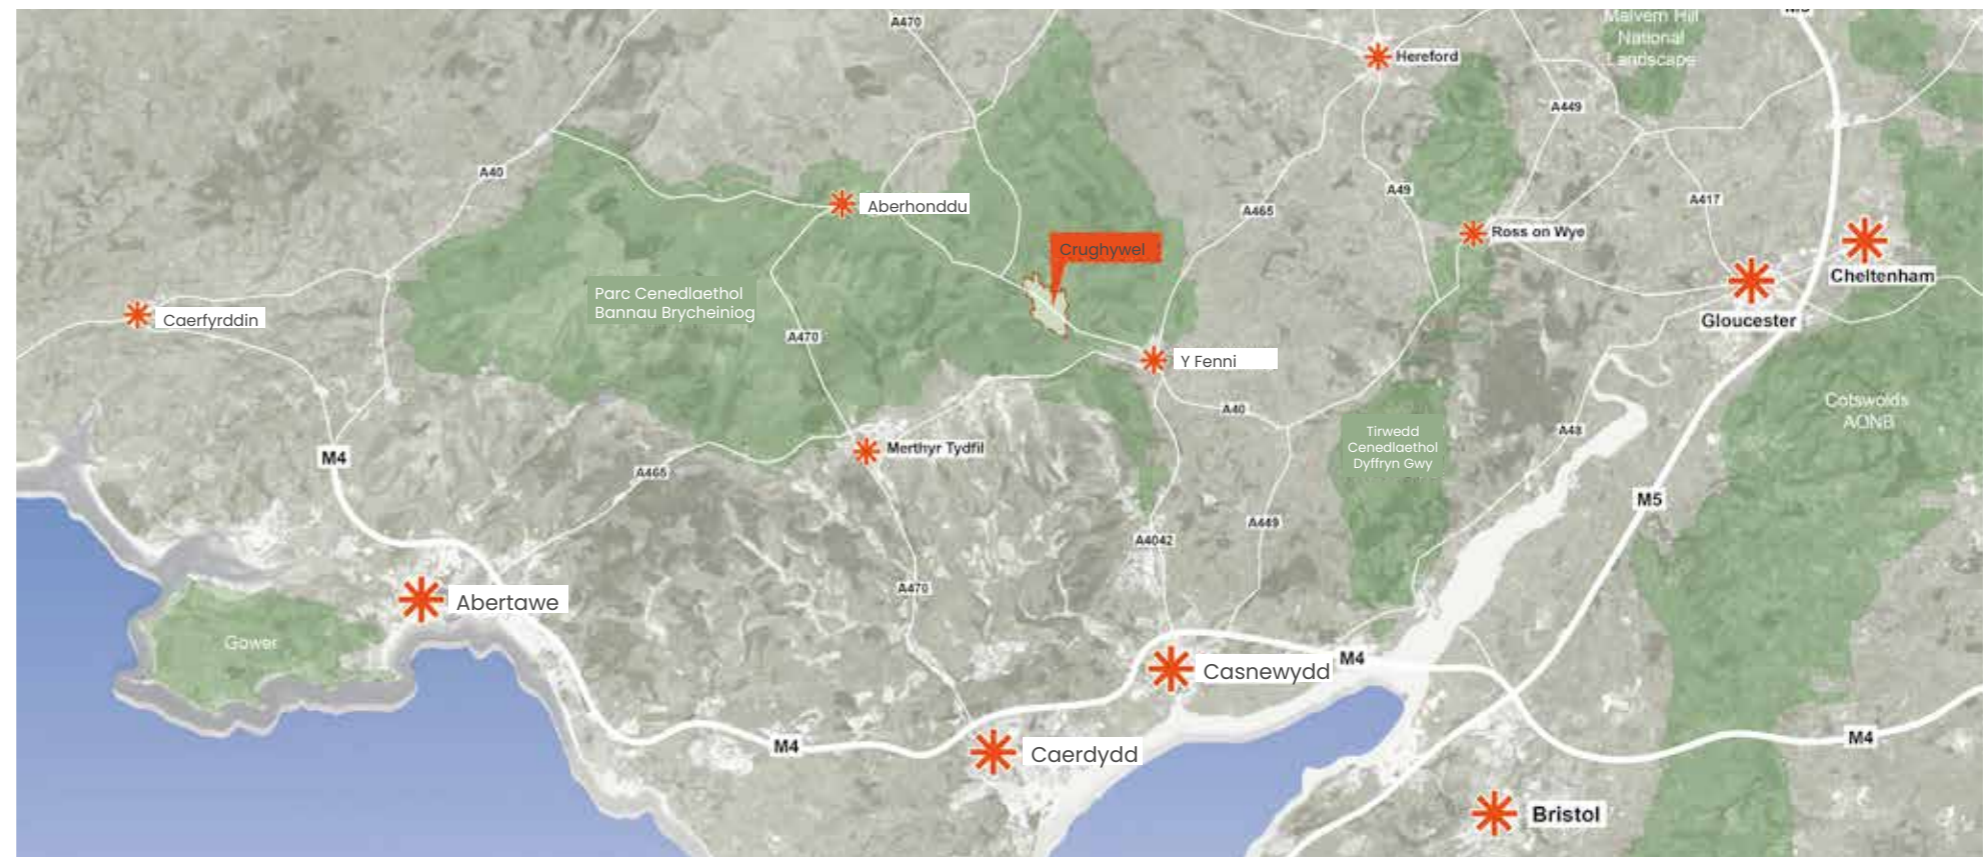 A470
M5
Malvern Hill
National
Landscape
Hereford
A449
A40
A49
A417
Aberhonddu
A465
Ross on Wye
Crughywel
Cheltenham
Parc Cenedlaethol
Bannau Brycheiniog
Caerfyrddin
Gloucester
A470
Y Fenni
A40
Cotswolds
AONB
A48
Tirwedd
Cenedlaethol
Dyffryn Gwy
Merthyr Tydfil
M4
A465
M5
A449
A4042
A470
Abertawe
Gower
M4
Casnewydd
M4
M4
Caerdydd
Bristol